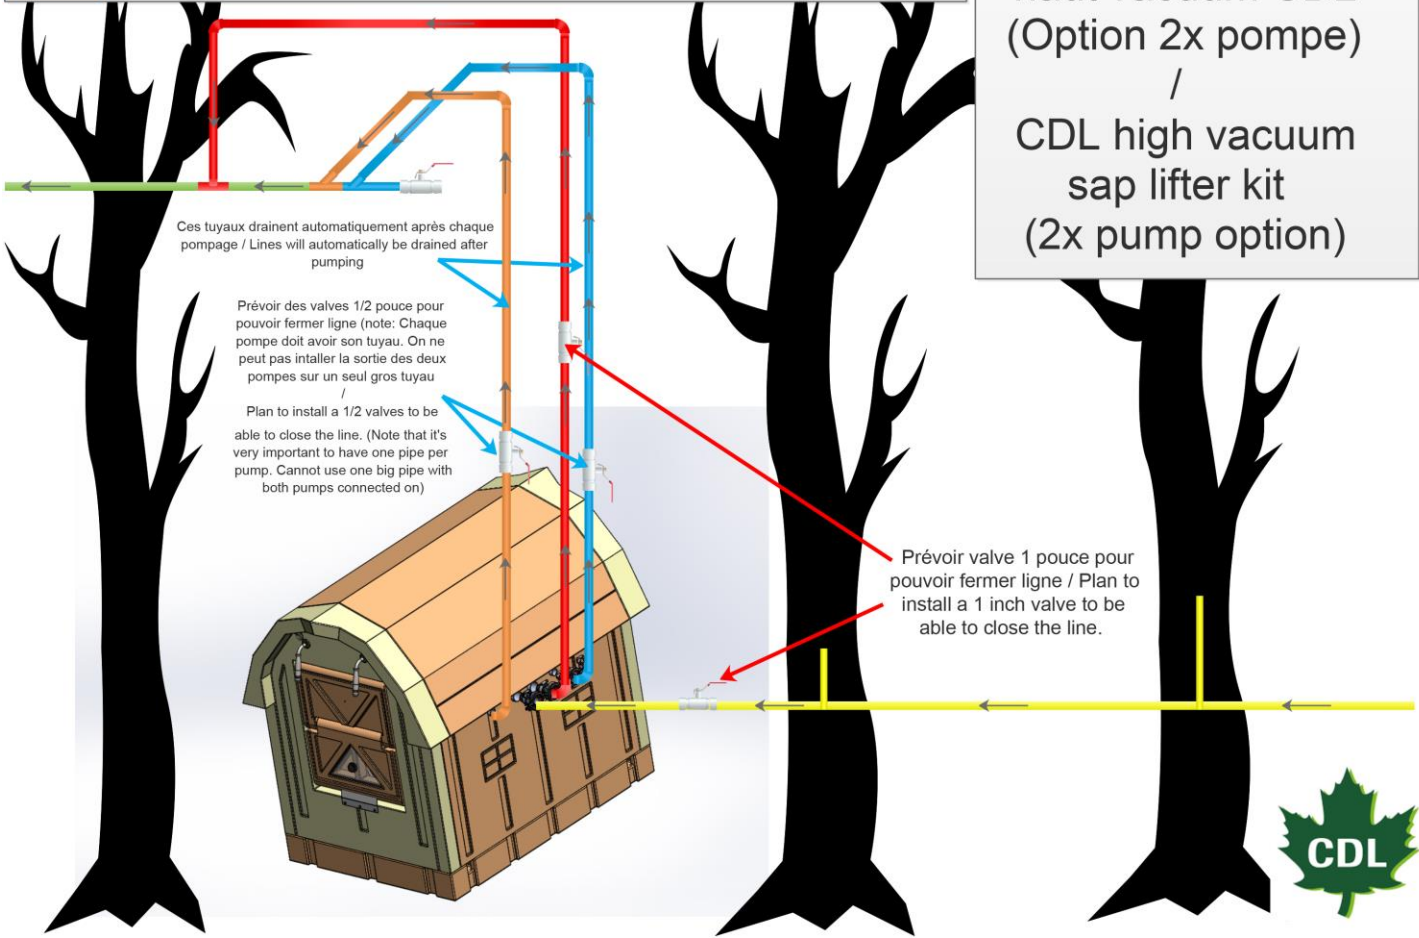 (Option 2x pompe)
/
CDL high vacuum
sap lifter kit
(2x pump option)
Ces tuyaux drainent automatiquement après chaque
pompage / Lines will automatically be drained after
pumping
Prévoir des valves 1/2 pouce pour
pouvoir fermer ligne (note: Chaque
pompe doit avoir son tuyau. On ne
peut pas intaller la sortie des deux
pompes sur un seul gros tuyau
/
Plan to install a 1/2 valves to be
able to close the line. (Note that it's
very important to have one pipe per
pump. Cannot use one big pipe with
both pumps connected on)
Prévoir valve 1 pouce pour
pouvoir fermer ligne / Plan to
install a 1 inch valve to be
able to close the line.
CDL